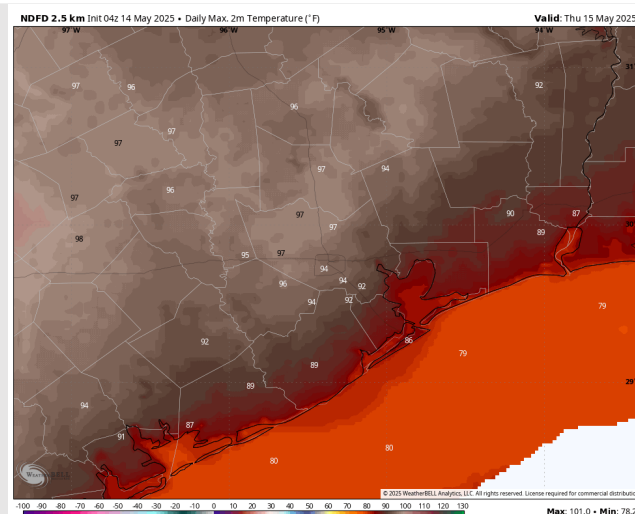 NDFD 2.5 km Init 04z 14 May 2025 • Daily Max. 2m Temperature (°F)
Valid: Thu 15 May 2025
97°W 96°W 95°W 94°W
31°
97 96 92
96
97
97
97 94
96
97
97 90 87
97 89
98
95 97
94
96 94 92
94 92
79
92 86
79
89
29°
89
94
87
91
80
80
WeatherBELL
© 2025 WeatherBELL Analytics, LLC. All rights reserved. License required for commercial distributio
-100 -90 -80 -70 -60 -50 -40 -30 -20 -10 0 10 20 30 40 50 60 70 80 90 100 110 120 130
Max: 101.0 • Min: 78.2